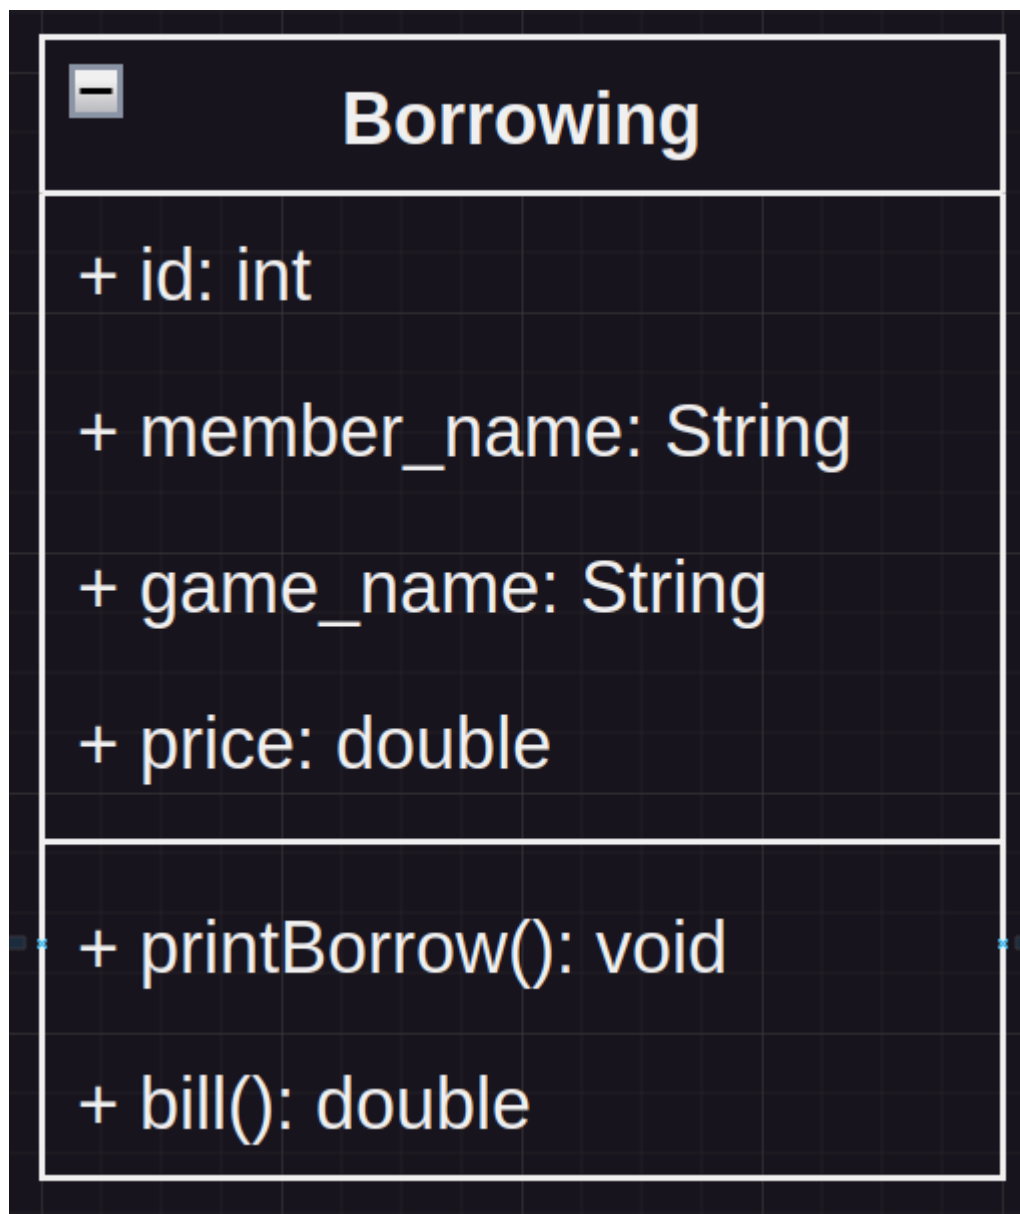 Borrowing
+ id: int
+ member_name: String
+ game_name: String
+ price: double
+ printBorrow(): void
+ bill(): double